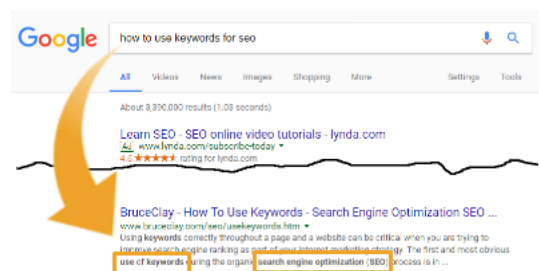 Google
how to use keywords for seo
All Videos News Images Shopping More Settings Tools
About 3,390,000 results (1.03 seconds)
Learn SEO - SEO online video tutorials - lynda.com
Ad www.lynda.com/subscribe-today
4.6 rating for lynda.com
BruceClay - How To Use Keywords - Search Engine Optimization SEO ...
www.bruceclay.com/seo/usekeywords.htm
Using keywords correctly throughout a page and a website can be critical when you are trying to
improve search engine ranking as part of your internet marketing strategy. The first and most obvious
use of keywords during the organic search engine optimization (SEO) process is in ...